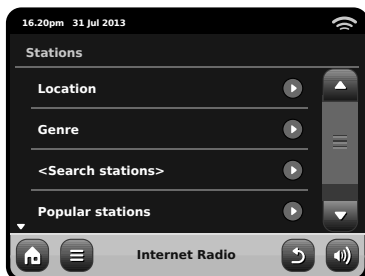 16.20pm 31 Jul 2013
Stations
Location
Genre
<Search stations>
Popular stations
Internet Radio